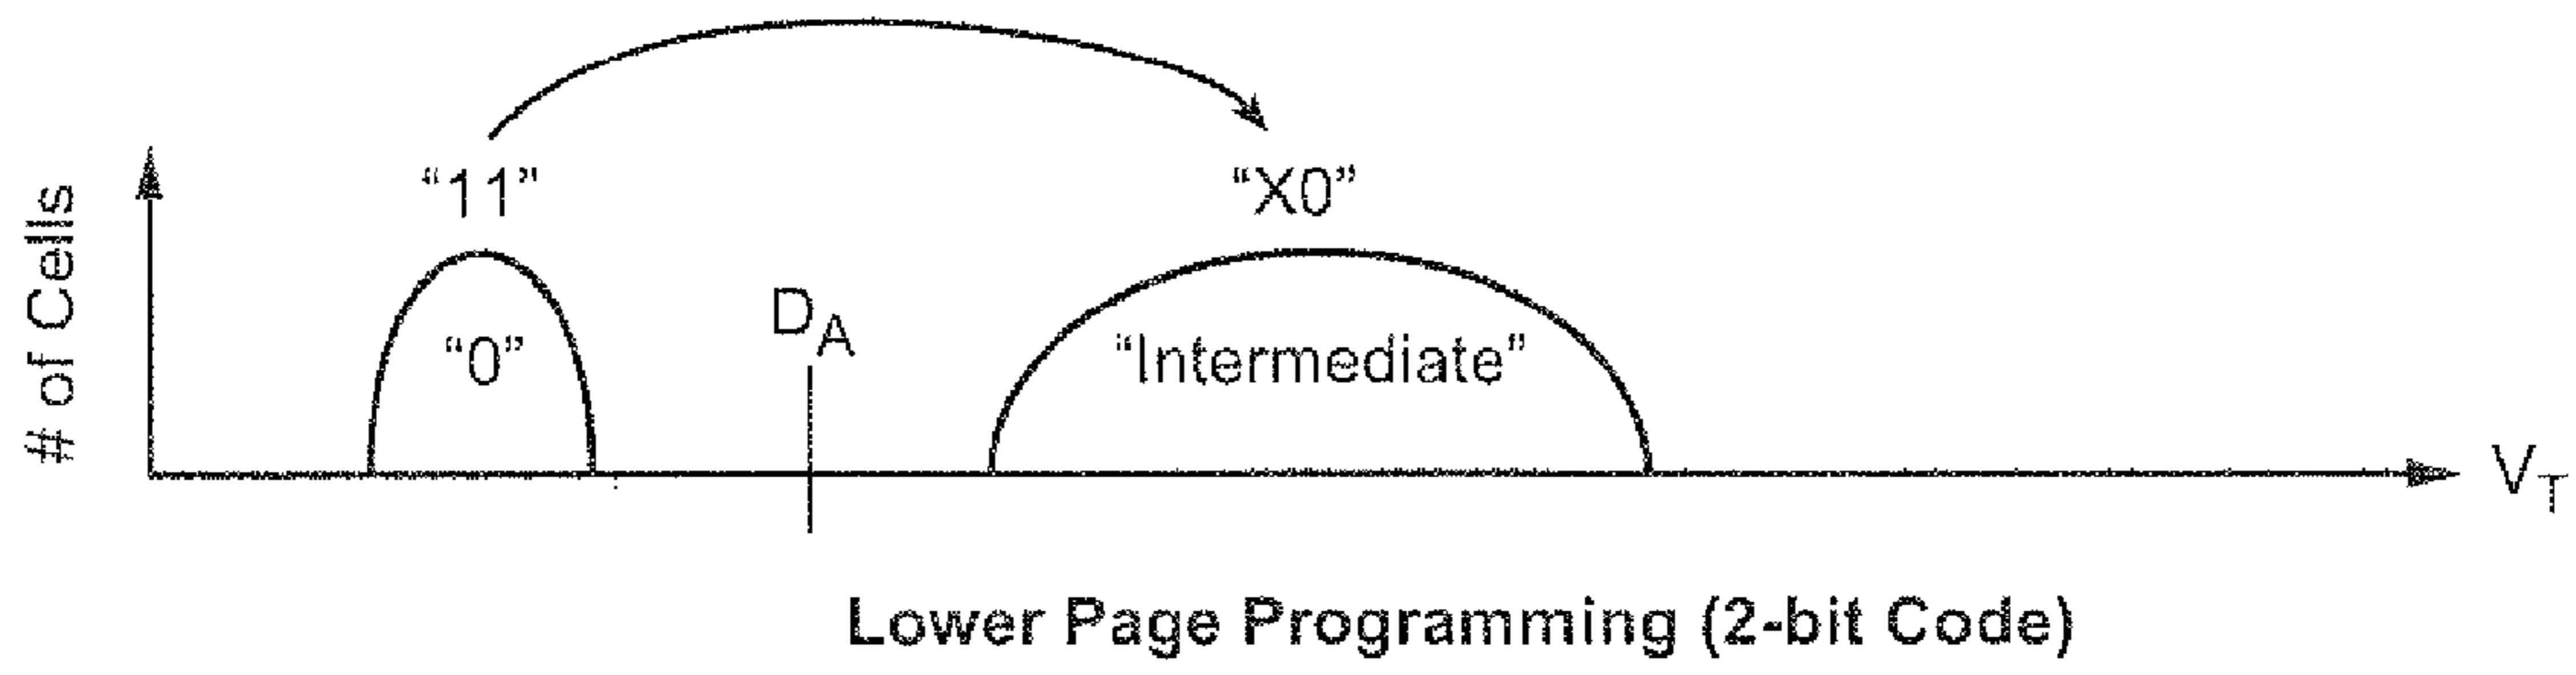 “11”
“X0”
# of Cells
“0”
DA
“Intermediate”
VT
Lower Page Programming (2-bit Code)